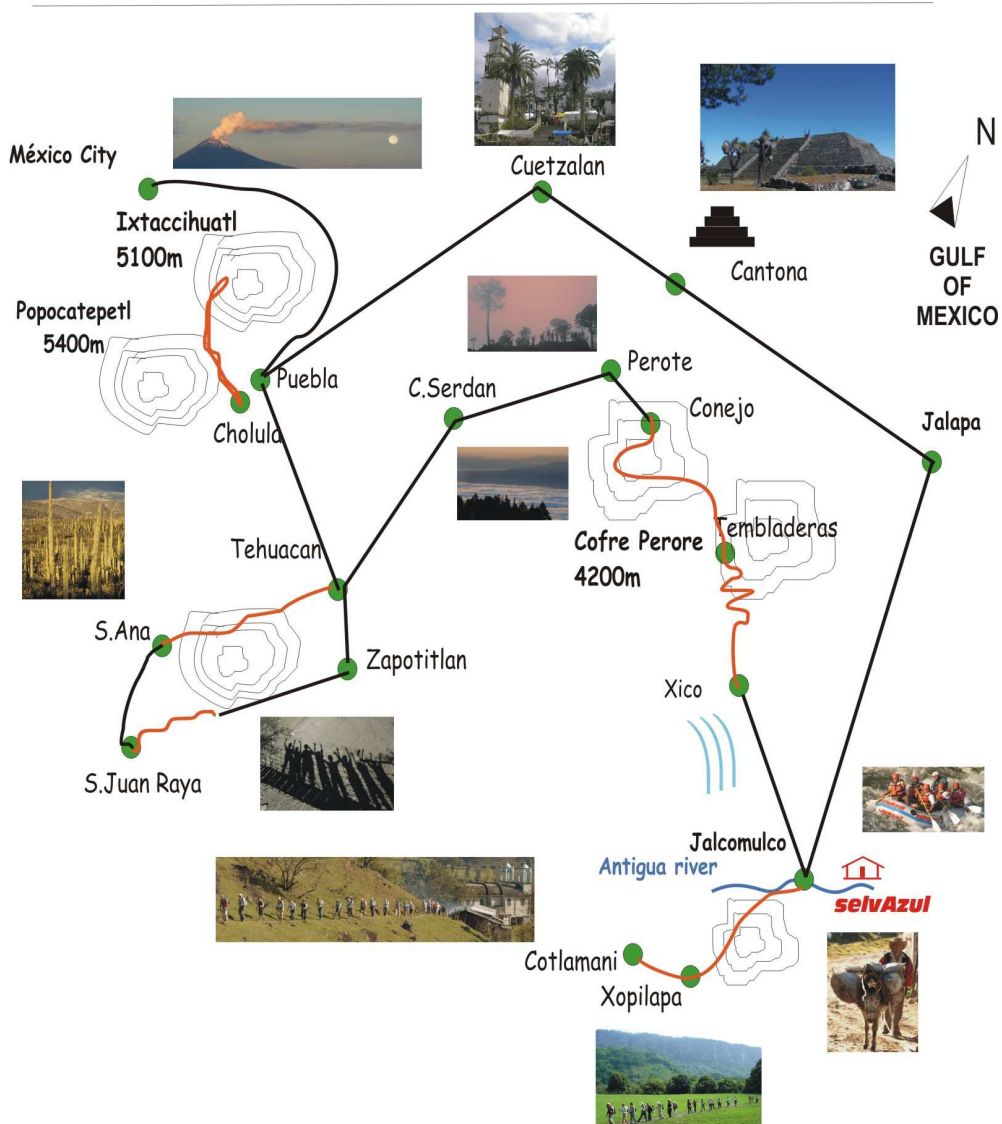 Cuetzalan
N
México City
Ixtaccihuatl
5100m
Cantona
GULF
OF
MEXICO
Popocatepetl
5400m
Perote
Puebla
C.Serdan
Conejo
Cholula
Jalapa
Tembladeras
Cofre Perore
4200m
Tehuacan
S.Ana
Zapotitlan
Xico
S.Juan Raya
Jalcomulco
Antigua river
selvAzul
Cotlamani
Xopilapa